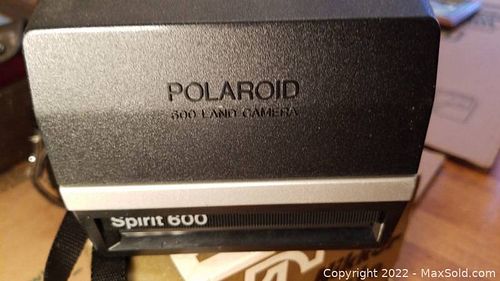 POLAROID
600 LAND CAMERA
Spirit 600
Copyright 2022 - MaxSold.com